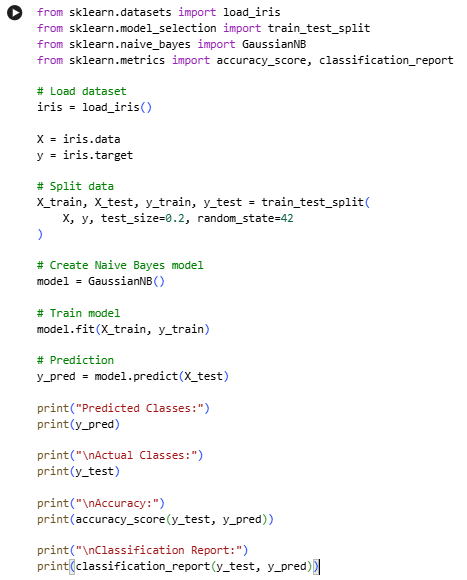 from sklearn.datasets import load_iris
from sklearn.model_selection import train_test_split
from sklearn.naive_bayes import GaussianNB
from sklearn.metrics import accuracy_score, classification_report

# Load dataset
iris = load_iris()

X = iris.data
y = iris.target

# Split data
X_train, X_test, y_train, y_test = train_test_split(
    X, y, test_size=0.2, random_state=42
)

# Create Naive Bayes model
model = GaussianNB()

# Train model
model.fit(X_train, y_train)

# Prediction
y_pred = model.predict(X_test)

print("Predicted Classes:")
print(y_pred)

print("\nActual Classes:")
print(y_test)

print("\nAccuracy:")
print(accuracy_score(y_test, y_pred))

print("\nClassification Report:")
print(classification_report(y_test, y_pred))